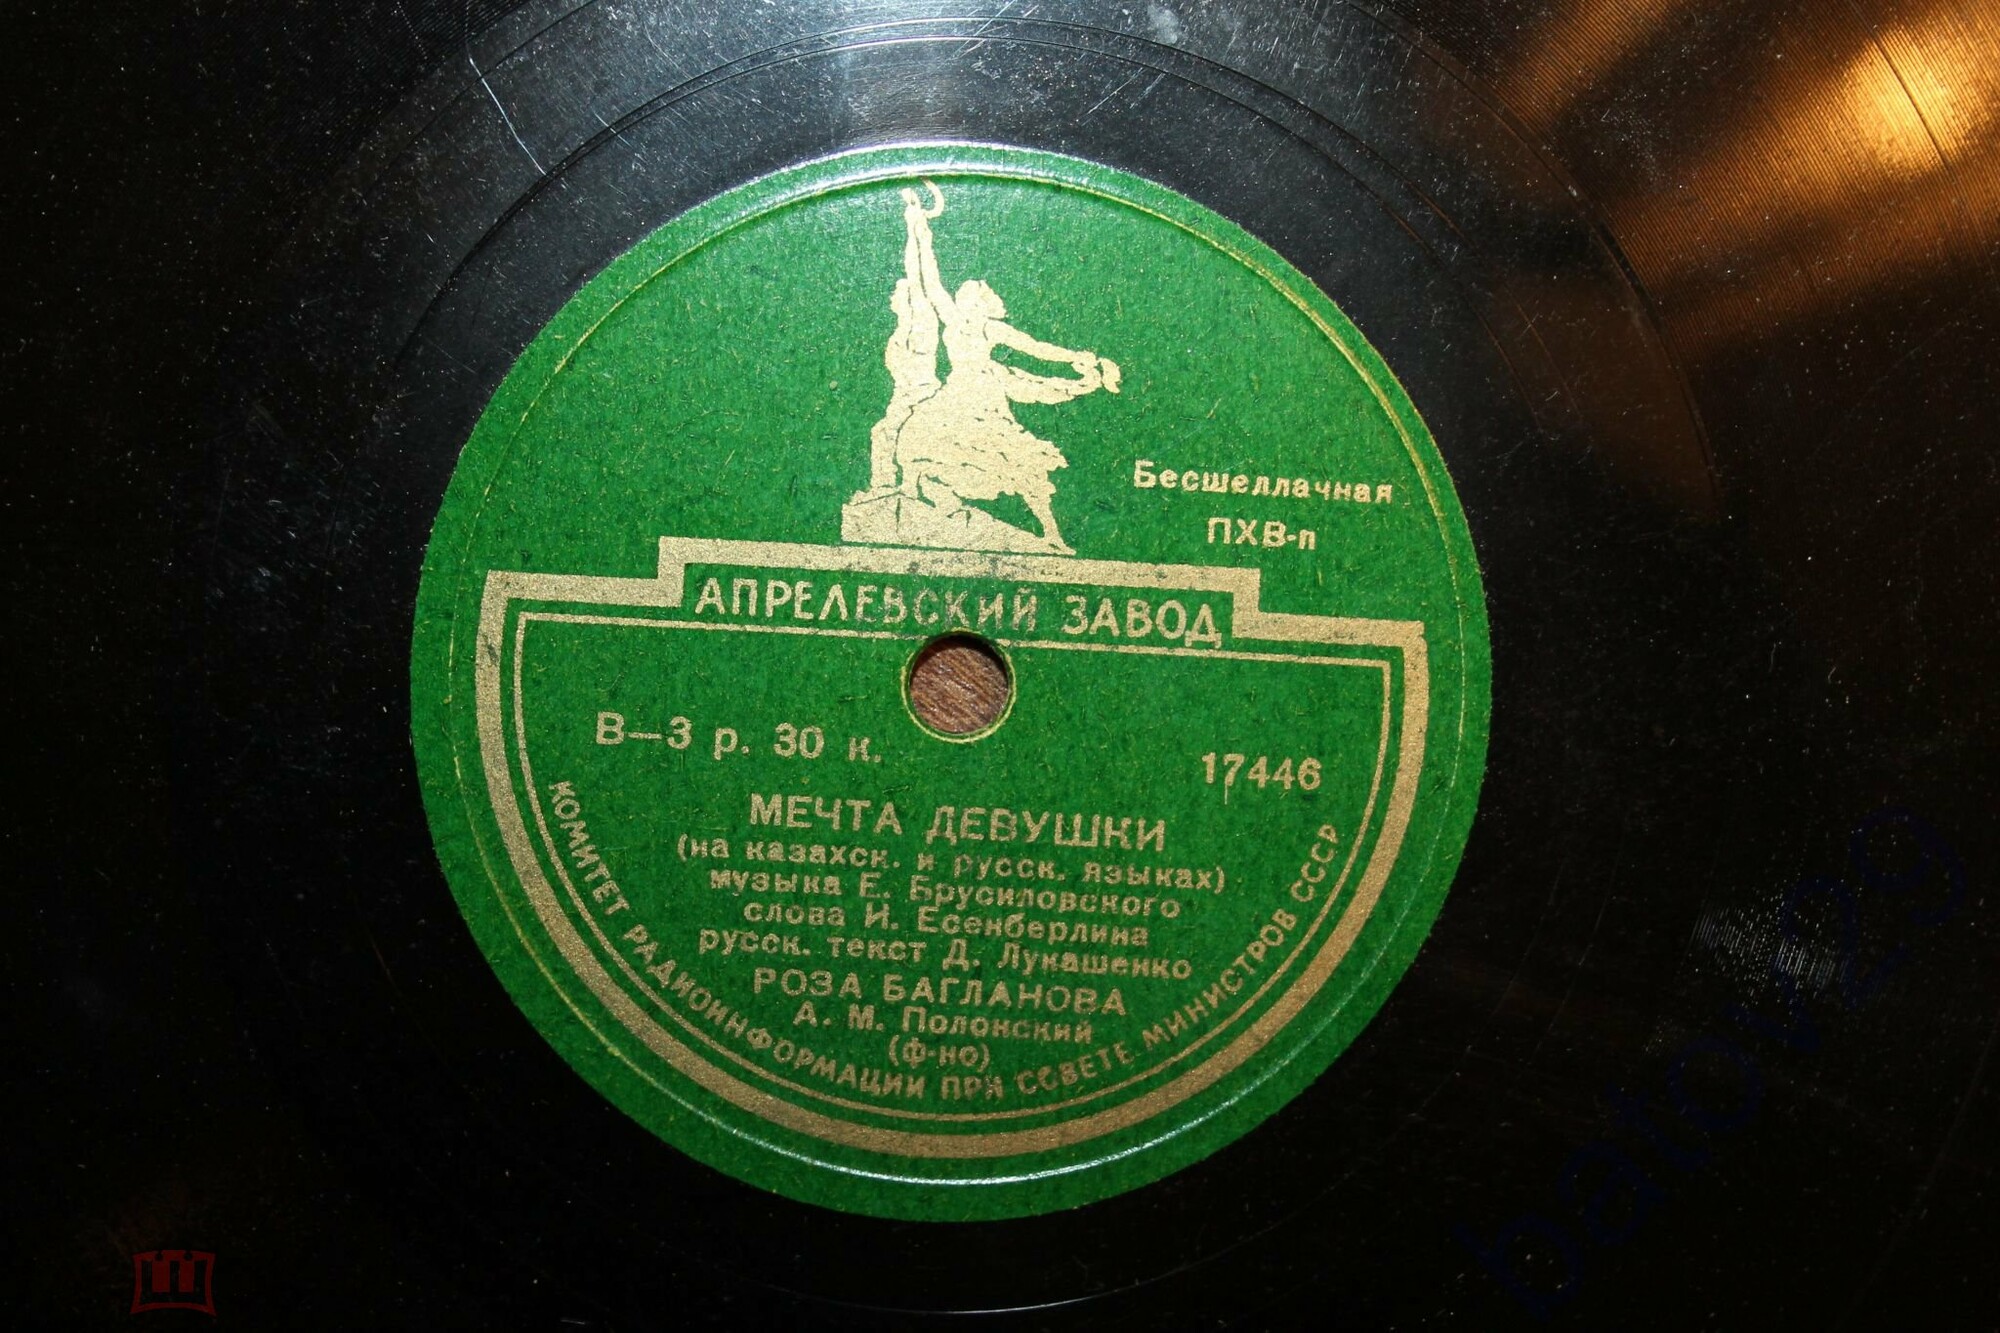 Бесшеллачная
ПХВ-п
АПРЕЛЕВСКИЙ ЗАВОД
В—3 р. 30 к.
17446
МЕЧТА ДЕВУШКИ
(на казахск. и русск. языках)
музыка Е. Брусиловского
слова И. Есенберлина
русск. текст Д. Лукашенко
РОЗА БАГЛАНОВА
А. М. Полонский
(ф-но)
КОМИТЕТ РАДИОИНФОРМАЦИИ ПРИ СОВЕТЕ МИНИСТРОВ СССР
batov29
Ш